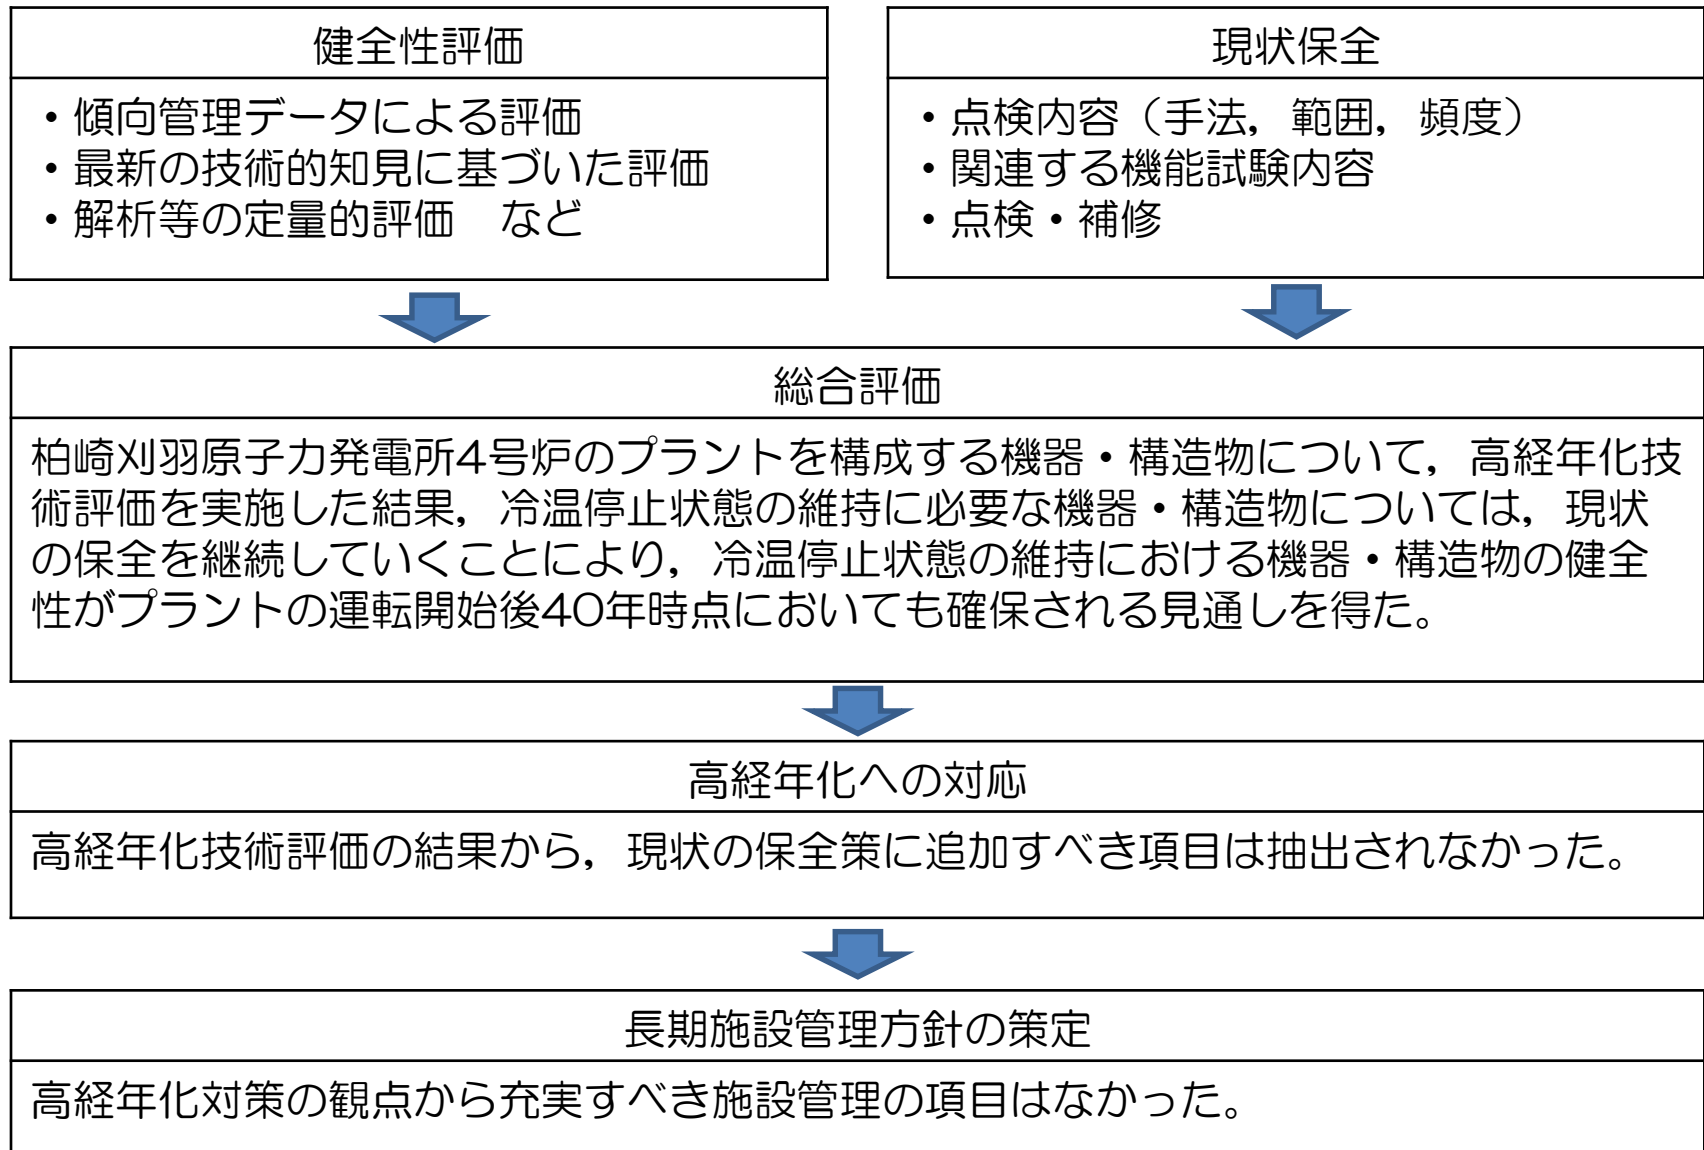 健全性評価
・傾向管理データによる評価
・最新の技術的知見に基づいた評価
・解析等の定量的評価　など
現状保全
・点検内容（手法，範囲，頻度）
・関連する機能試験内容
・点検・補修
総合評価
柏崎刈羽原子力発電所4号炉のプラントを構成する機器・構造物について，高経年化技
術評価を実施した結果，冷温停止状態の維持に必要な機器・構造物については，現状
の保全を継続していくことにより，冷温停止状態の維持における機器・構造物の健全
性がプラントの運転開始後40年時点においても確保される見通しを得た。
高経年化への対応
高経年化技術評価の結果から，現状の保全策に追加すべき項目は抽出されなかった。
長期施設管理方針の策定
高経年化対策の観点から充実すべき施設管理の項目はなかった。